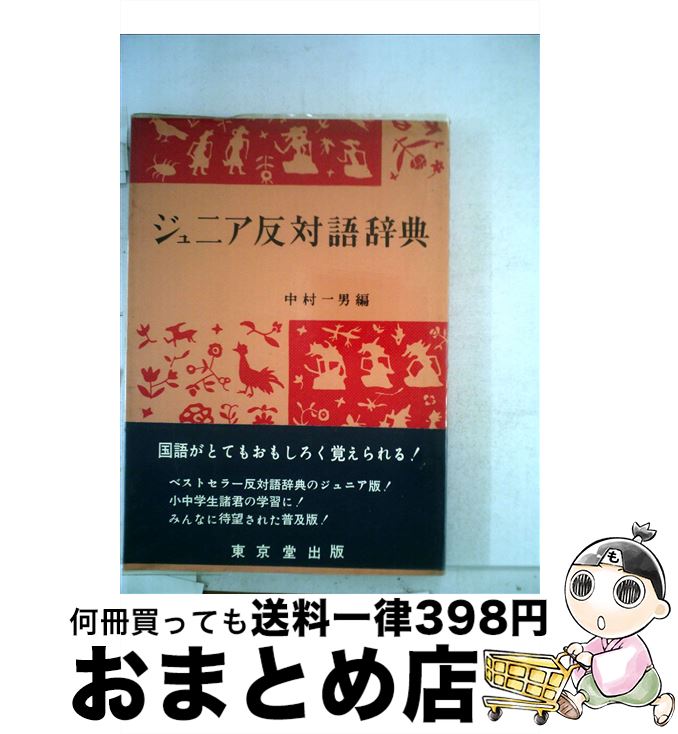 ジュニア反対語辞典
中村一男編
国語がとてもおもしろく覚えられる!
ベストセラー反対語辞典のジュニア版!
小中学生諸君の学習に!
みんなに待望された普及版!
東京堂出版
も
何冊買っても送料一律398円
おまとめ店